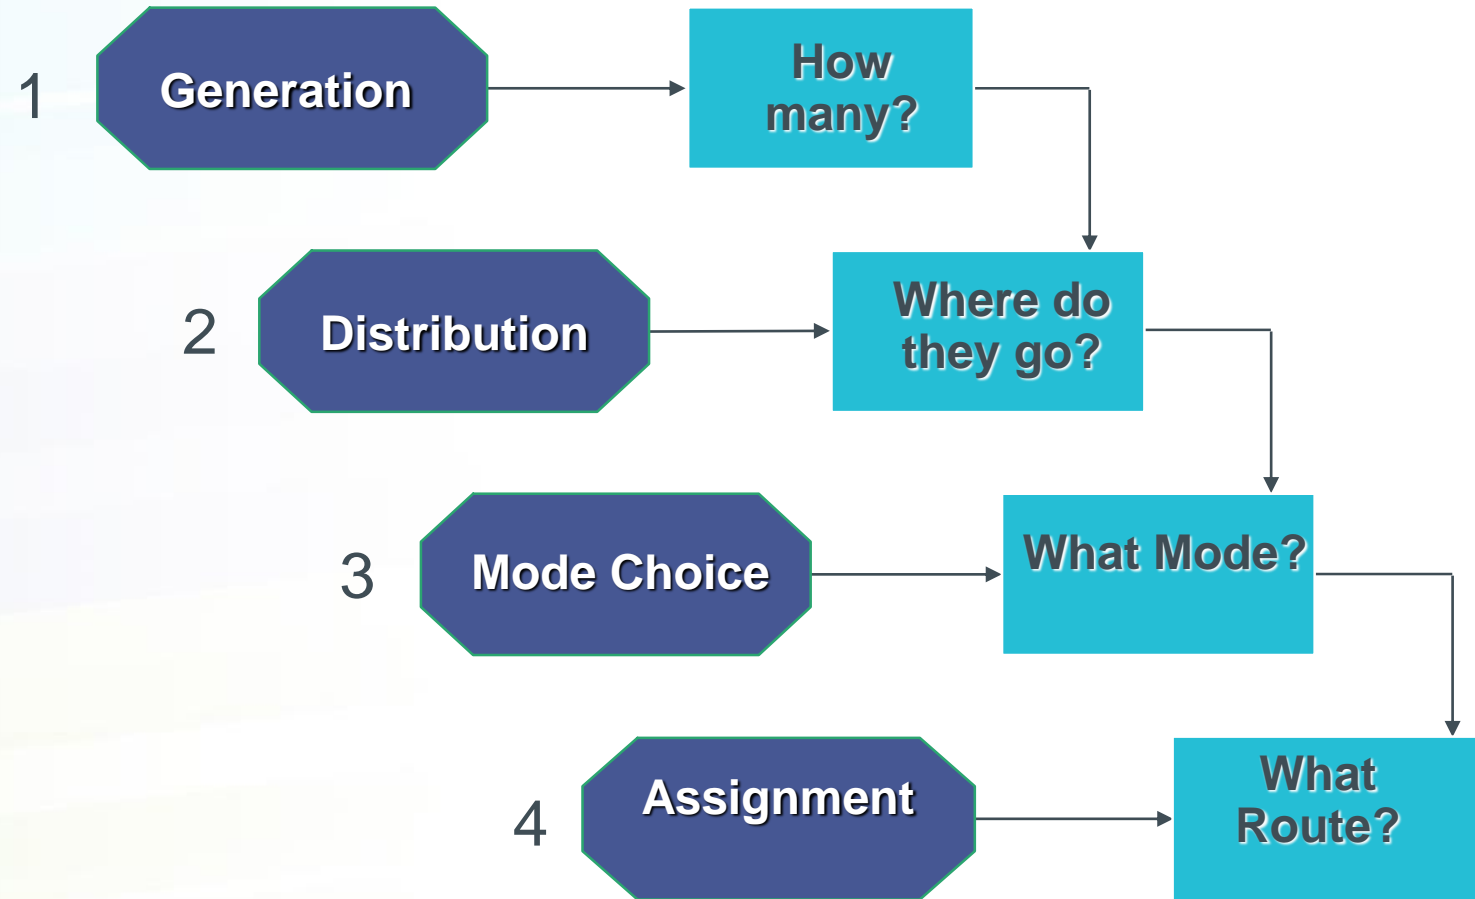 1
Generation
How
many?
2
Distribution
Where do
they go?
3
Mode Choice
What Mode?
4
Assignment
What
Route?